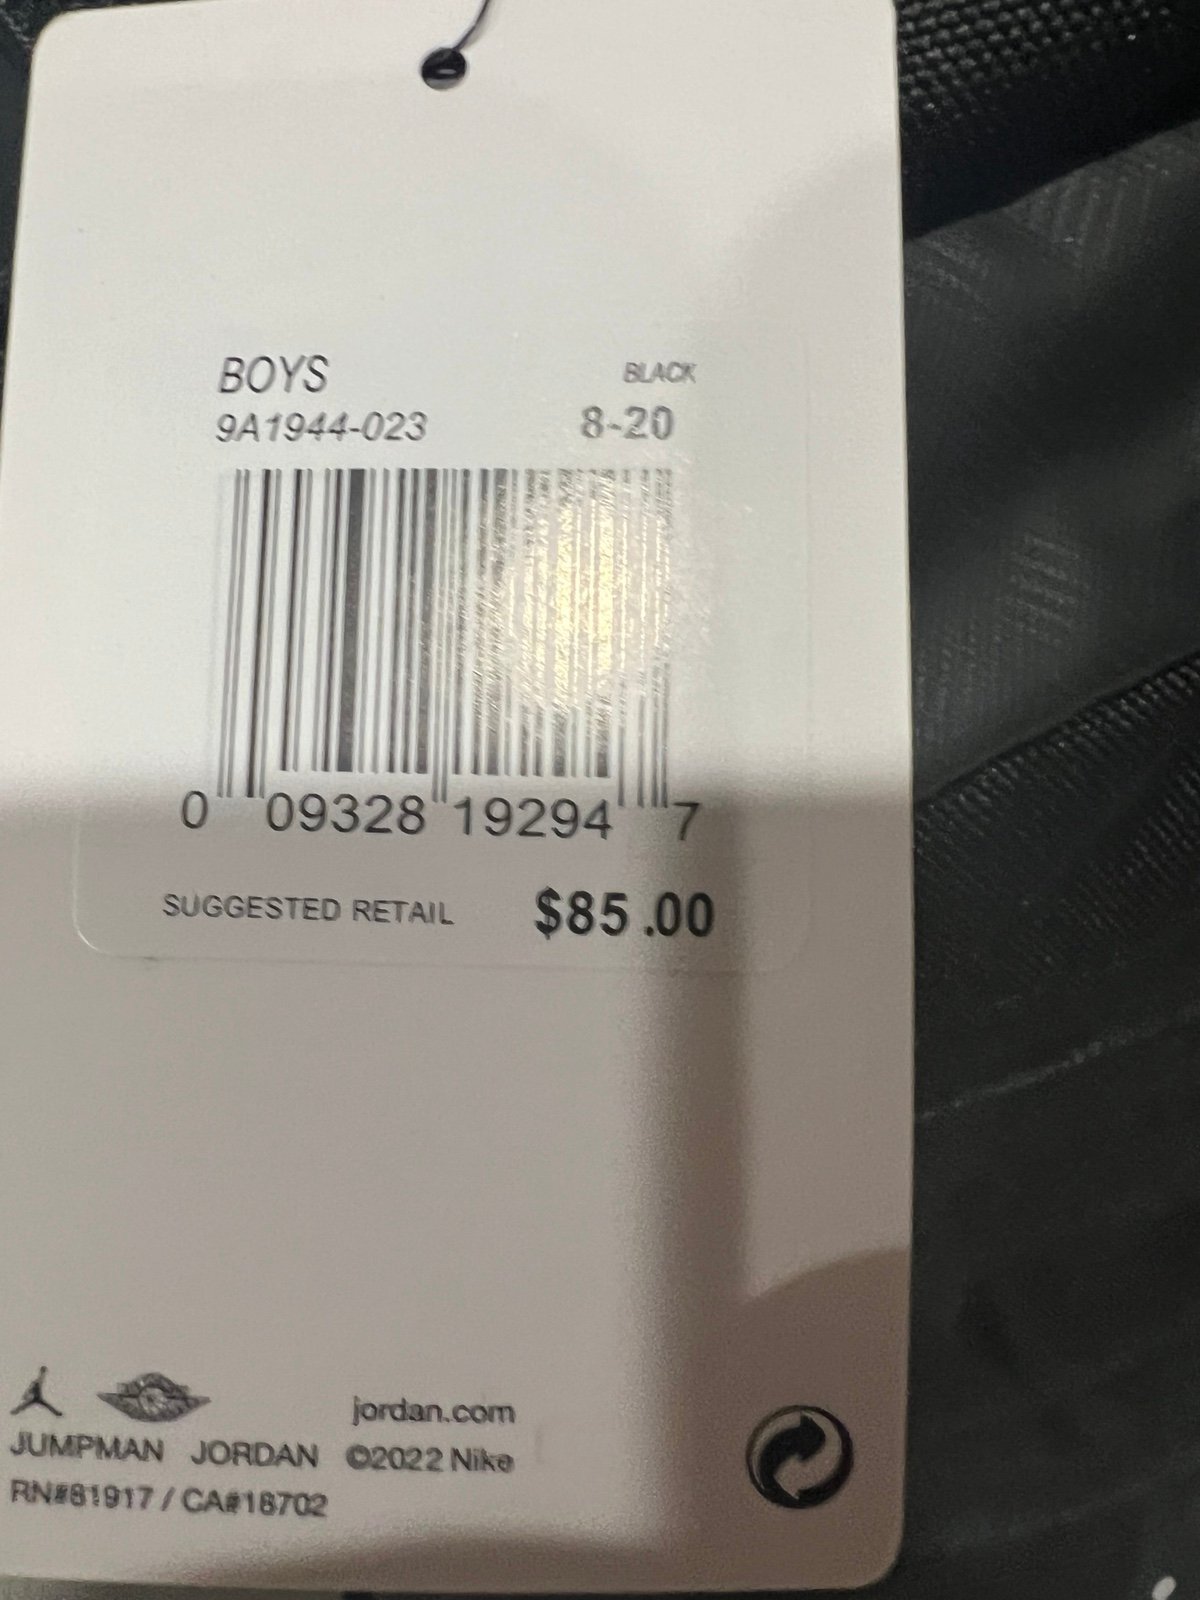 BOYS BLACK
9A1944-023 8-20
0 09328 19294 7
SUGGESTED RETAIL $85.00
jordan.com
JUMPMAN JORDAN ©2022 Nike
RN#81917 / CA#16702